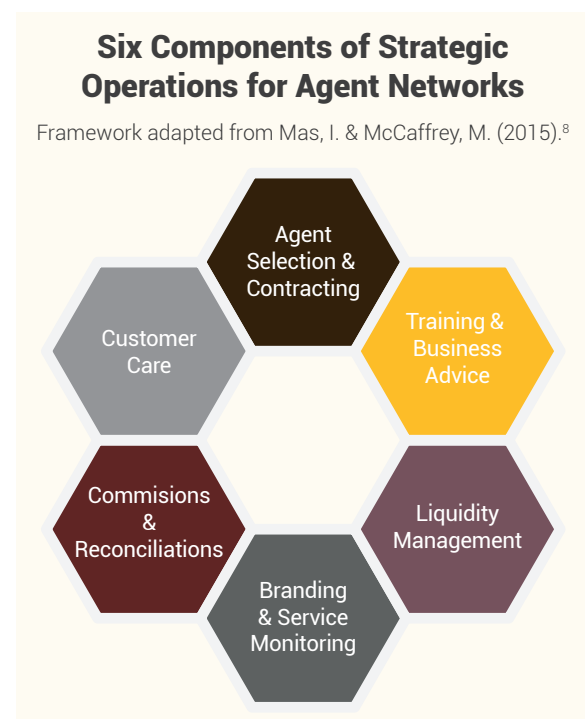 Six Components of Strategic
Operations for Agent Networks
Framework adapted from Mas, I. & McCaffrey, M. (2015).⁸
Agent
Selection &
Contracting
Training &
Business
Advice
Liquidity
Management
Branding
& Service
Monitoring
Commisions
&
Reconciliations
Customer
Care